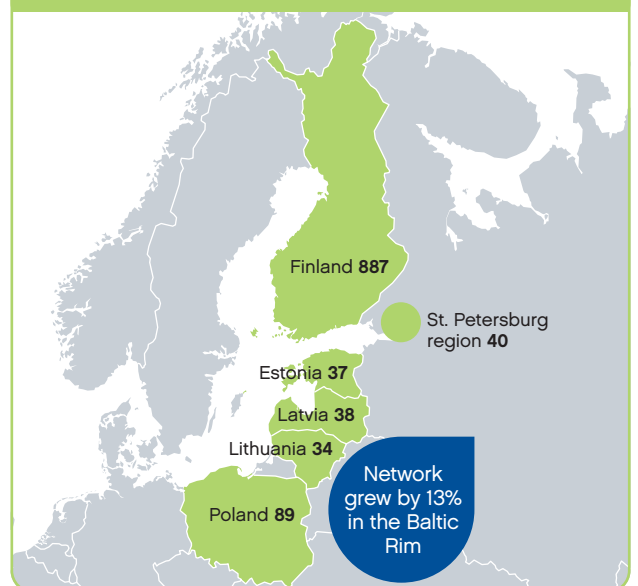 Finland 887
St. Petersburg
region 40
Estonia 37
Latvia 38
Lithuania 34
Poland 89
Network
grew by 13%
in the Baltic
Rim